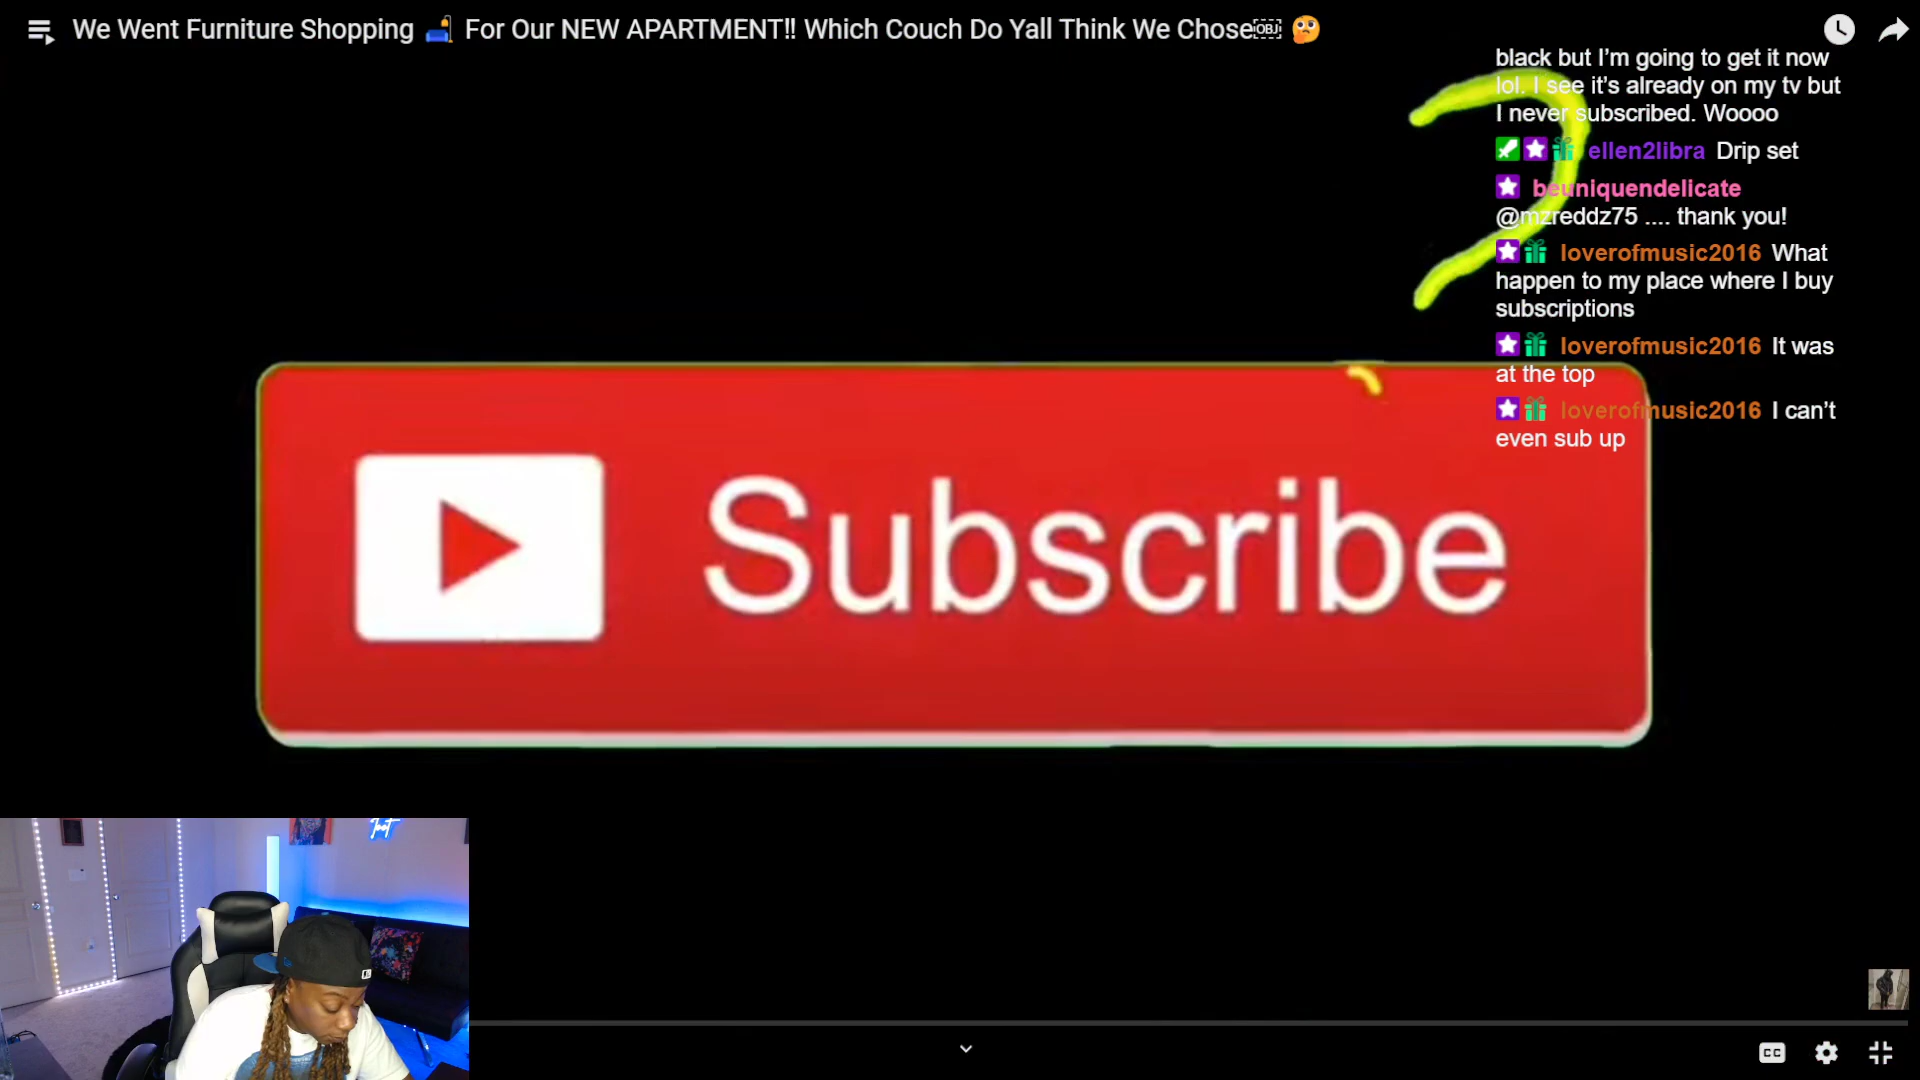 We Went Furniture Shopping 🛋️ For Our NEW APARTMENT‼ Which Couch Do Yall Think We Chose￼ 🤔
black but I’m going to get it now
lol. I see it’s already on my tv but
I never subscribed. Woooo
ellen2libra Drip set
beuniquendelicate
@mzreddz75 .... thank you!
loverofmusic2016 What
happen to my place where I buy
subscriptions
loverofmusic2016 It was
at the top
loverofmusic2016 I can’t
even sub up
Subscribe
Toot
CC